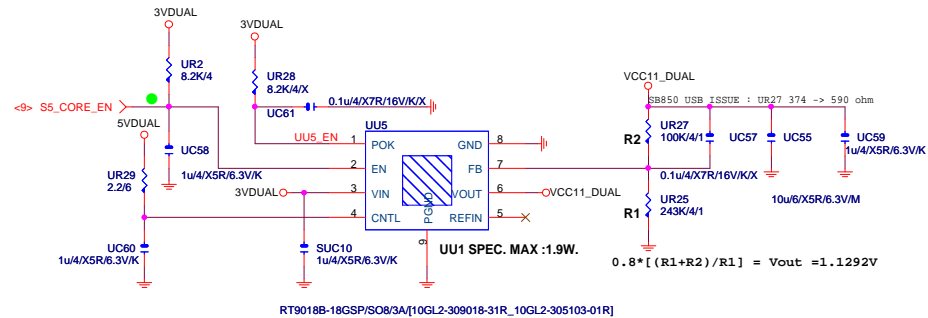 3VDUAL
3VDUAL
UR2
8.2K/4
UR28
8.2K/4/X
VCC11_DUAL
<9> S5_CORE_EN
0.1u/4/X7R/16V/K/X
UC61
SB850 USB ISSUE : UR27 374 -> 590 ohm
5VDUAL
UU5
UU5_EN
R2
UR27
100K/4/1
UC57
UC55
UC59
1u/4/X5R/6.3V/K
1
POK
GND
8
UC58
1u/4/X5R/6.3V/K
2
EN
FB
7
0.1u/4/X7R/16V/K/X
UR29
2.2/6
3VDUAL
3
VIN
VOUT
6
VCC11_DUAL
10u/6/X5R/6.3V/M
R1
UR25
243K/4/1
4
CNTL
PGND
REFIN
5
9
UC60
1u/4/X5R/6.3V/K
SUC10
1u/4/X5R/6.3V/K
UU1 SPEC. MAX :1.9W.
0.8*[(R1+R2)/R1] = Vout =1.1292V
RT9018B-18GSP/SO8/3A/[10GL2-309018-31R_10GL2-305103-01R]